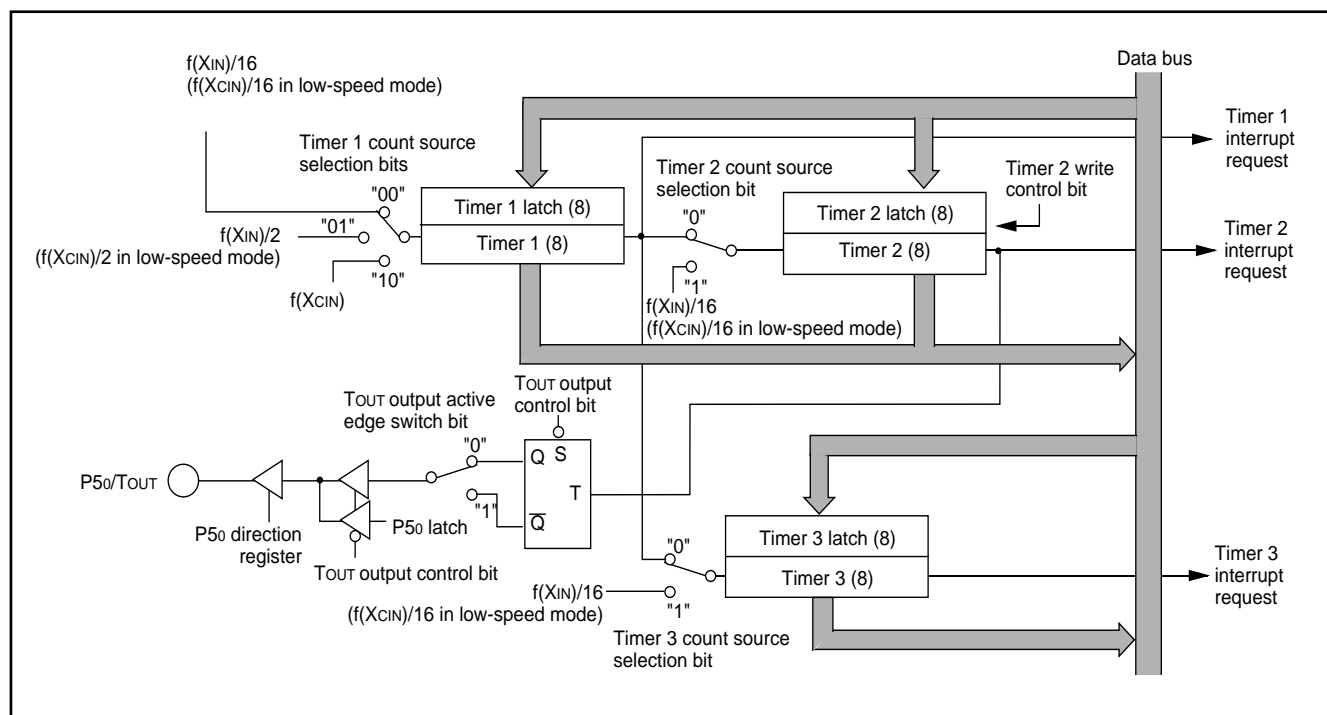 f(XIN)/16
(f(XCIN)/16 in low-speed mode)
Data bus
Timer 1 count source
selection bits
"00"
"01"
"10"
f(XIN)/2
(f(XCIN)/2 in low-speed mode)
f(XCIN)
Timer 1 latch (8)
Timer 1 (8)
Timer 2 count source
selection bit
"0"
"1"
f(XIN)/16
(f(XCIN)/16 in low-speed mode)
Timer 2 latch (8)
Timer 2 (8)
Timer 2 write
control bit
Timer 1
interrupt
request
Timer 2
interrupt
request
TOUT output active
edge switch bit
TOUT output
control bit
"0"
"1"
Q S
T
Q̅
P50/TOUT
P50 direction
register
P50 latch
TOUT output control bit
"0"
f(XIN)/16
(f(XCIN)/16 in low-speed mode)
"1"
Timer 3 count source
selection bit
Timer 3 latch (8)
Timer 3 (8)
Timer 3
interrupt
request